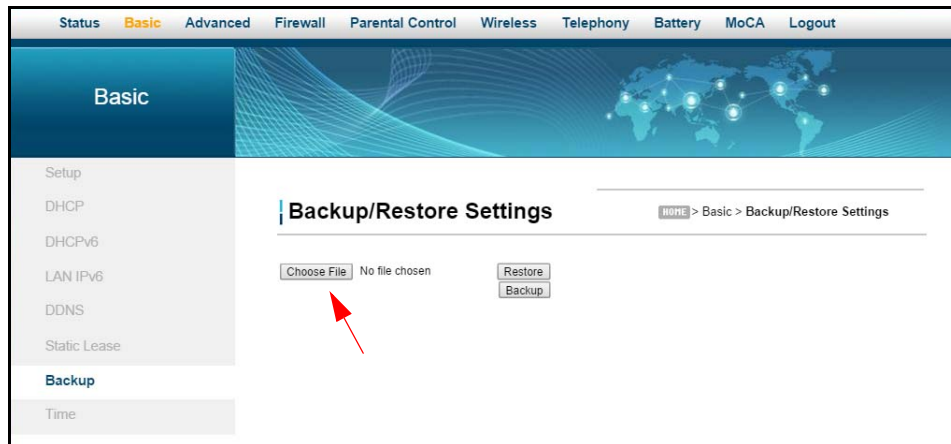 Status Basic Advanced Firewall Parental Control Wireless Telephony Battery MoCA Logout
Basic
Setup
DHCP
DHCPv6
LAN IPv6
DDNS
Static Lease
Backup
Time
Backup/Restore Settings
HOME > Basic > Backup/Restore Settings
Choose File No file chosen Restore
Backup